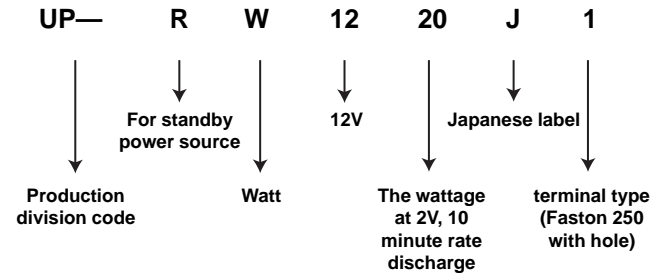 UP— R W 12 20 J 1
For standby
power source
12V
Japanese label
Production
division code
Watt
The wattage
at 2V, 10
minute rate
discharge
terminal type
(Faston 250
with hole)